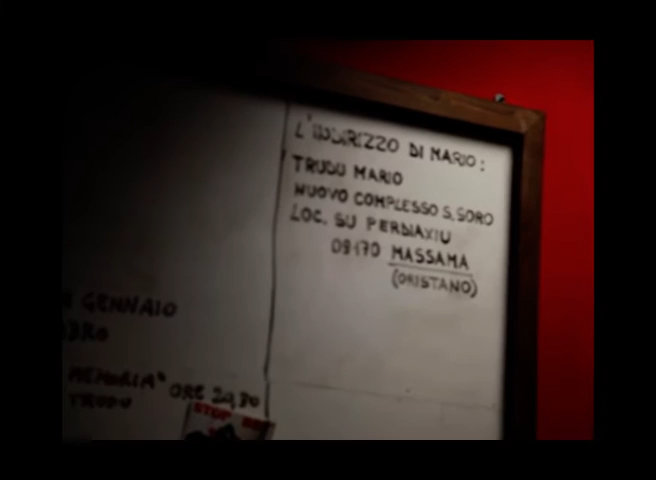 L'INDIRIZZO DI MARIO:
TRUDU MARIO
NUOVO COMPLESSO S. SORO
LOC. SU PERDIAXIU
09170 MASSAMA
(ORISTANO)
GENNAIO
MEMORIA" ORE 20,30
TRUDU
STOP